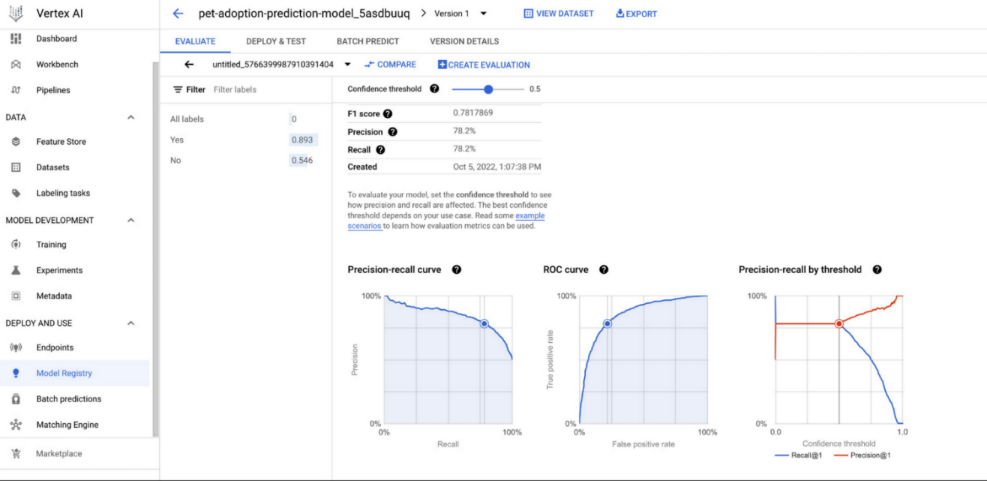 Vertex AI
pet-adoption-prediction-model_5asdbuuq > Version 1
VIEW DATASET
EXPORT
Dashboard
Workbench
Pipelines
DATA
Feature Store
Datasets
Labeling tasks
MODEL DEVELOPMENT
Training
Experiments
Metadata
DEPLOY AND USE
Endpoints
Model Registry
Batch predictions
Matching Engine
Marketplace
EVALUATE DEPLOY & TEST BATCH PREDICT VERSION DETAILS
untitled_5766399987910391404 COMPARE CREATE EVALUATION
Filter Filter labels
All labels 0
Yes 0.893
No 0.546
Confidence threshold 0.5
F1 score 0.7817869
Precision 78.2%
Recall 78.2%
Created Oct 5, 2022, 1:07:38 PM
To evaluate your model, set the confidence threshold to see
how precision and recall are affected. The best confidence
threshold depends on your use case. Read some example
scenarios to learn how evaluation metrics can be used.
Precision-recall curve
100%
Precision
0%
0% 100%
Recall
ROC curve
100%
True positive rate
0%
0% 100%
False positive rate
Precision-recall by threshold
100%
0%
0.0 1.0
Confidence threshold
Recall@1 Precision@1